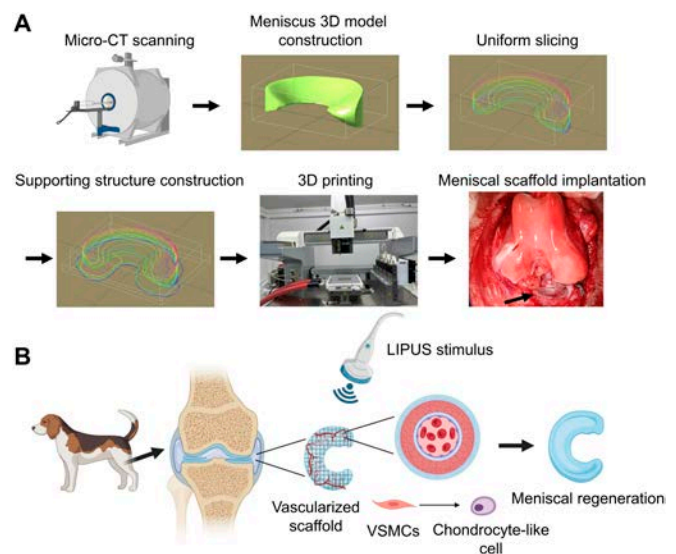 A
Micro-CT scanning
Meniscus 3D model
construction
Uniform slicing
Supporting structure construction
3D printing
Meniscal scaffold implantation
B
LIPUS stimulus
Vascularized
scaffold
VSMCs
Chondrocyte-like
cell
Meniscal regeneration